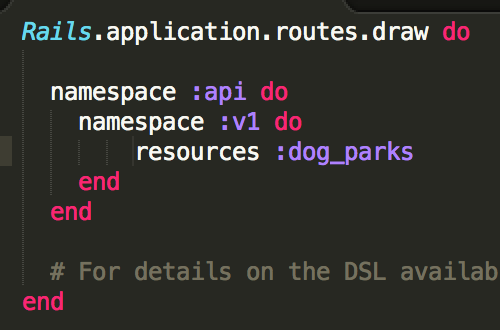 Rails.application.routes.draw do
namespace :api do
namespace :v1 do
resources :dog_parks
end
end
# For details on the DSL availab
end